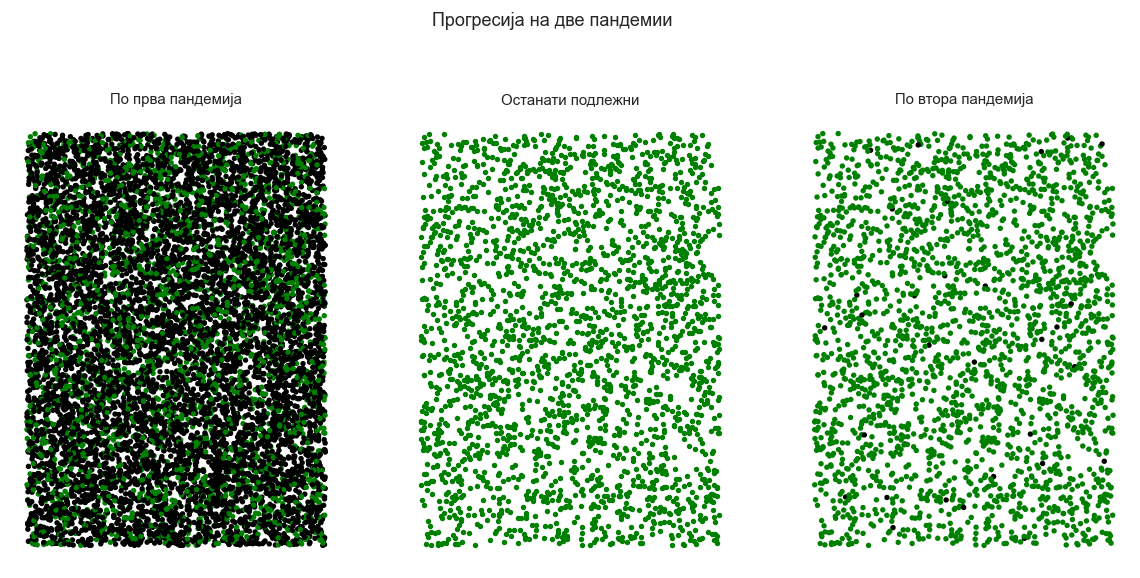 Прогресија на две пандемии
По прва пандемија
Останати подлежни
По втора пандемија